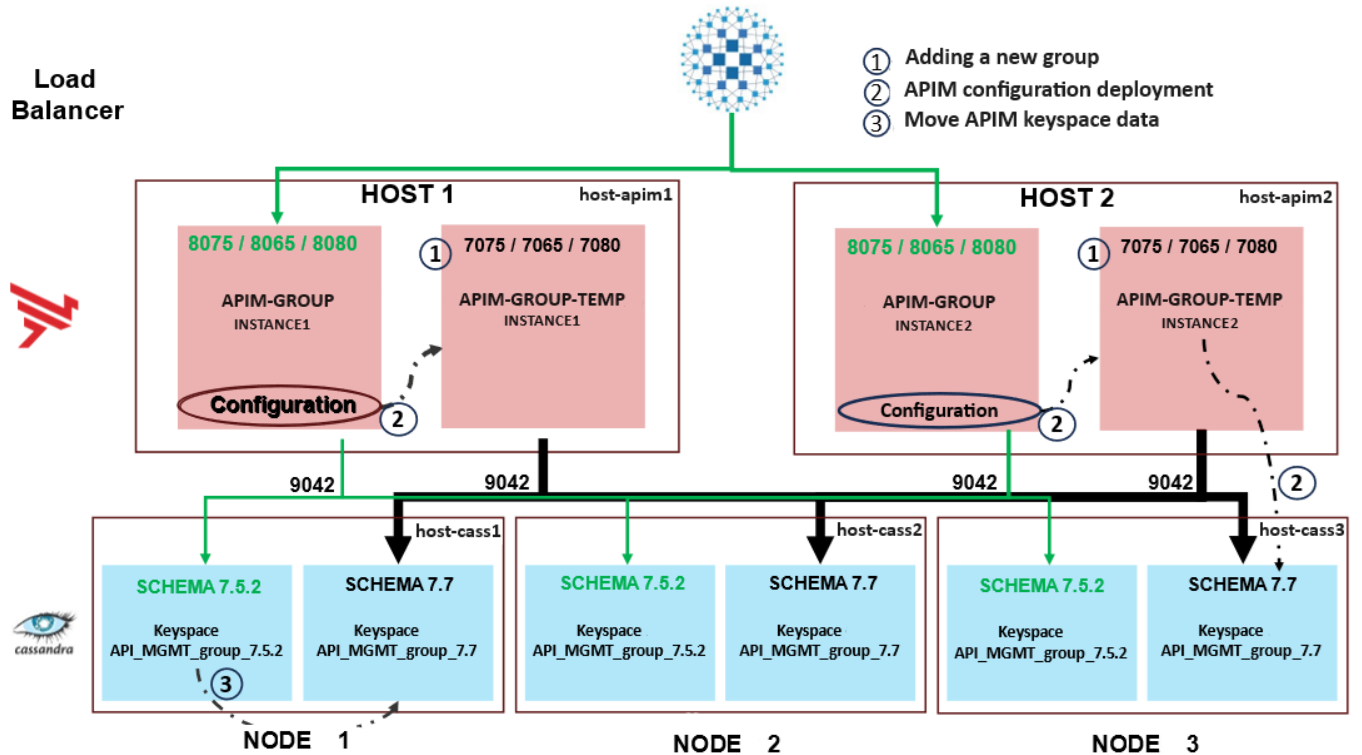 Load
Balancer
1 Adding a new group
2 APIM configuration deployment
3 Move APIM keyspace data
HOST 1
host-apim1
8075 / 8065 / 8080
APIM-GROUP
INSTANCE1
Configuration
2
1
7075 / 7065 / 7080
APIM-GROUP-TEMP
INSTANCE1
HOST 2
host-apim2
8075 / 8065 / 8080
APIM-GROUP
INSTANCE2
Configuration
2
1
7075 / 7065 / 7080
APIM-GROUP-TEMP
INSTANCE2
2
9042
9042
9042
9042
host-cass1
SCHEMA 7.5.2
Keyspace
API_MGMT_group_7.5.2
3
SCHEMA 7.7
Keyspace
API_MGMT_group_7.7
NODE 1
host-cass2
SCHEMA 7.5.2
Keyspace
API_MGMT_group_7.5.2
SCHEMA 7.7
Keyspace
API_MGMT_group_7.7
NODE 2
host-cass3
SCHEMA 7.5.2
Keyspace
API_MGMT_group_7.5.2
SCHEMA 7.7
Keyspace
API_MGMT_group_7.7
NODE 3
cassandra